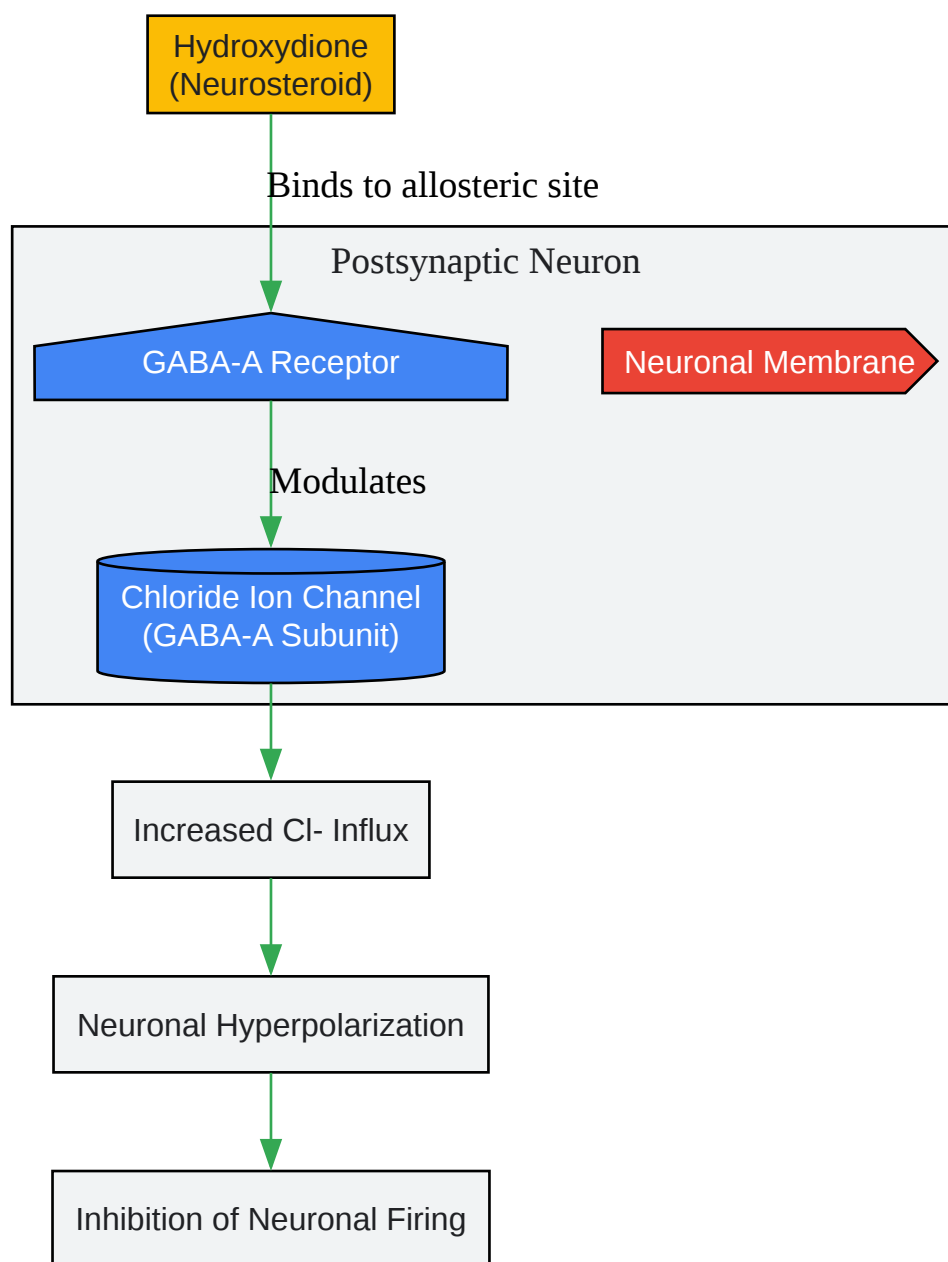 Hydroxydione
(Neurosteroid)
Binds to allosteric site
Postsynaptic Neuron
GABA-A Receptor
Neuronal Membrane
Modulates
Chloride Ion Channel
(GABA-A Subunit)
Increased Cl- Influx
Neuronal Hyperpolarization
Inhibition of Neuronal Firing